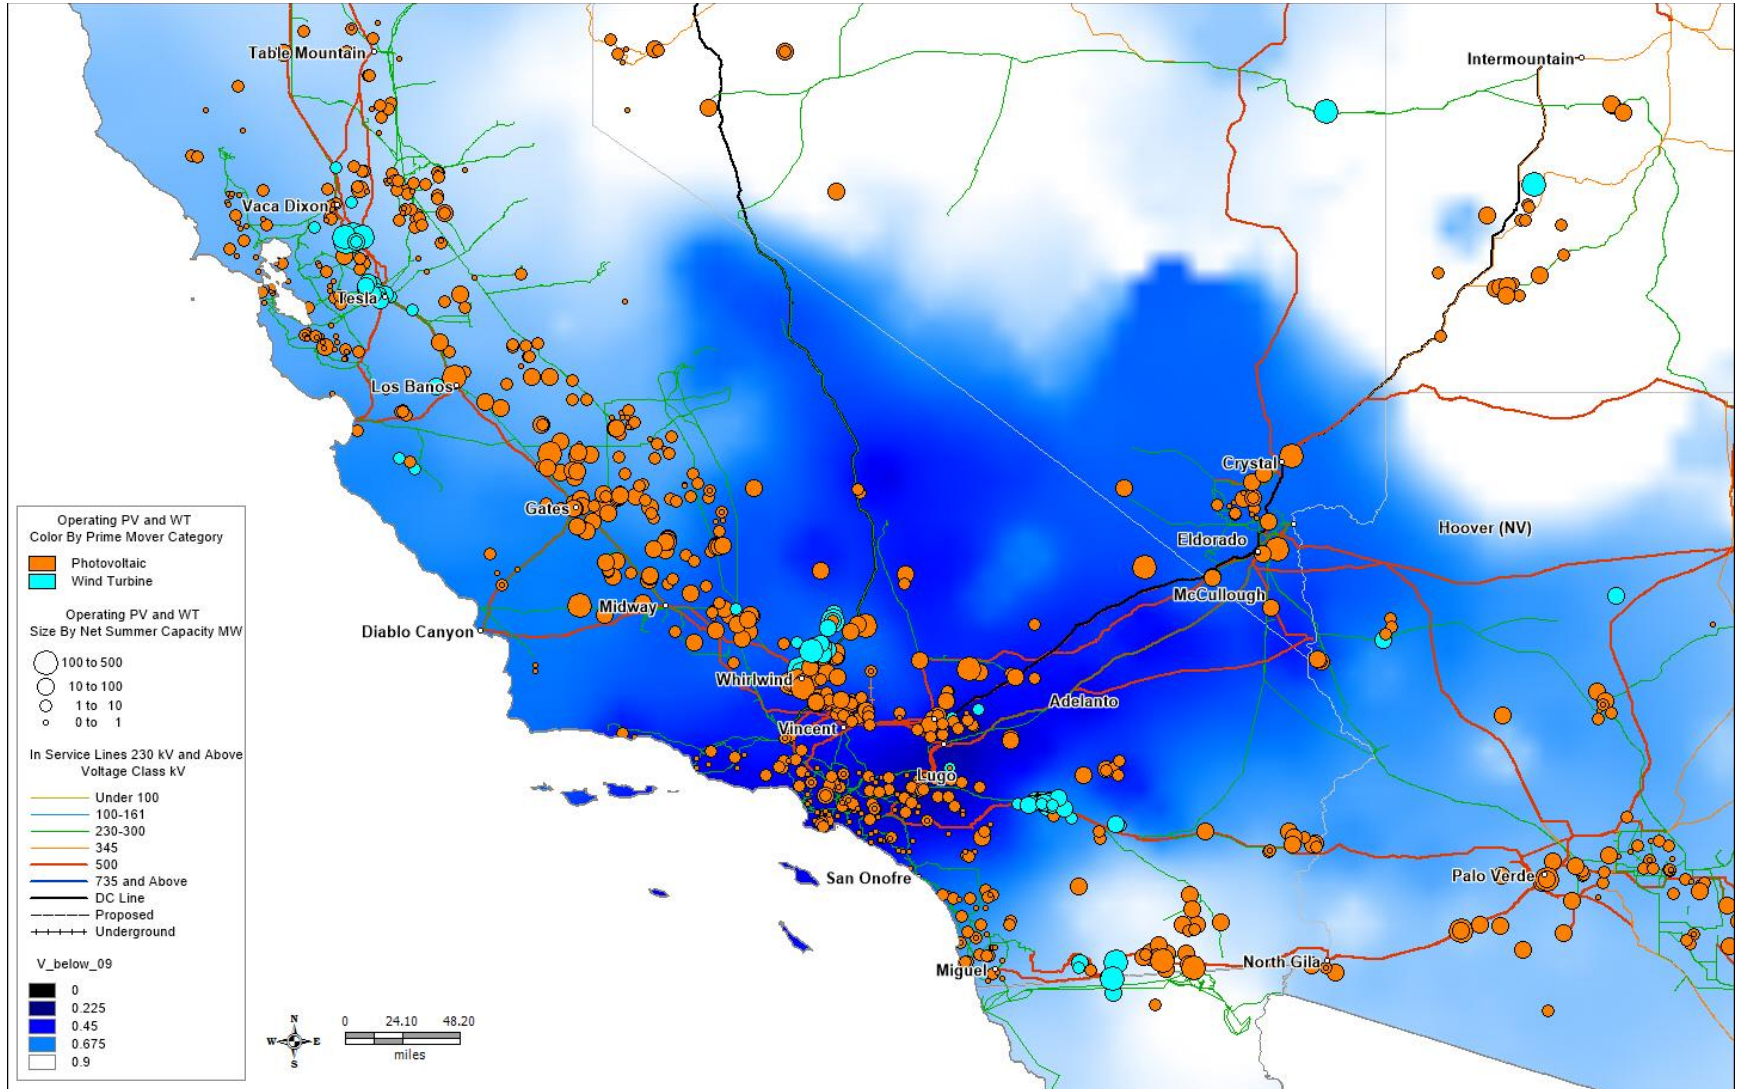 Table Mountain
Intermountain
Vaca Dixon
Tesla
Los Banos
Crystal
Gates
Hoover (NV)
Eldorado
McCullough
Midway
Diablo Canyon
Whirlwind
Adelanto
Vincent
Lugo
San Onofre
Palo Verde
Miguel
North Gila
Operating PV and WT
Color By Prime Mover Category
Photovoltaic
Wind Turbine
Operating PV and WT
Size By Net Summer Capacity MW
100 to 500
10 to 100
1 to 10
0 to 1
In Service Lines 230 kV and Above
Voltage Class kV
Under 100
100-161
230-300
345
500
735 and Above
DC Line
Proposed
Underground
V_below_09
0
0.225
0.45
0.675
0.9
N
W E
S
0 24.10 48.20
miles